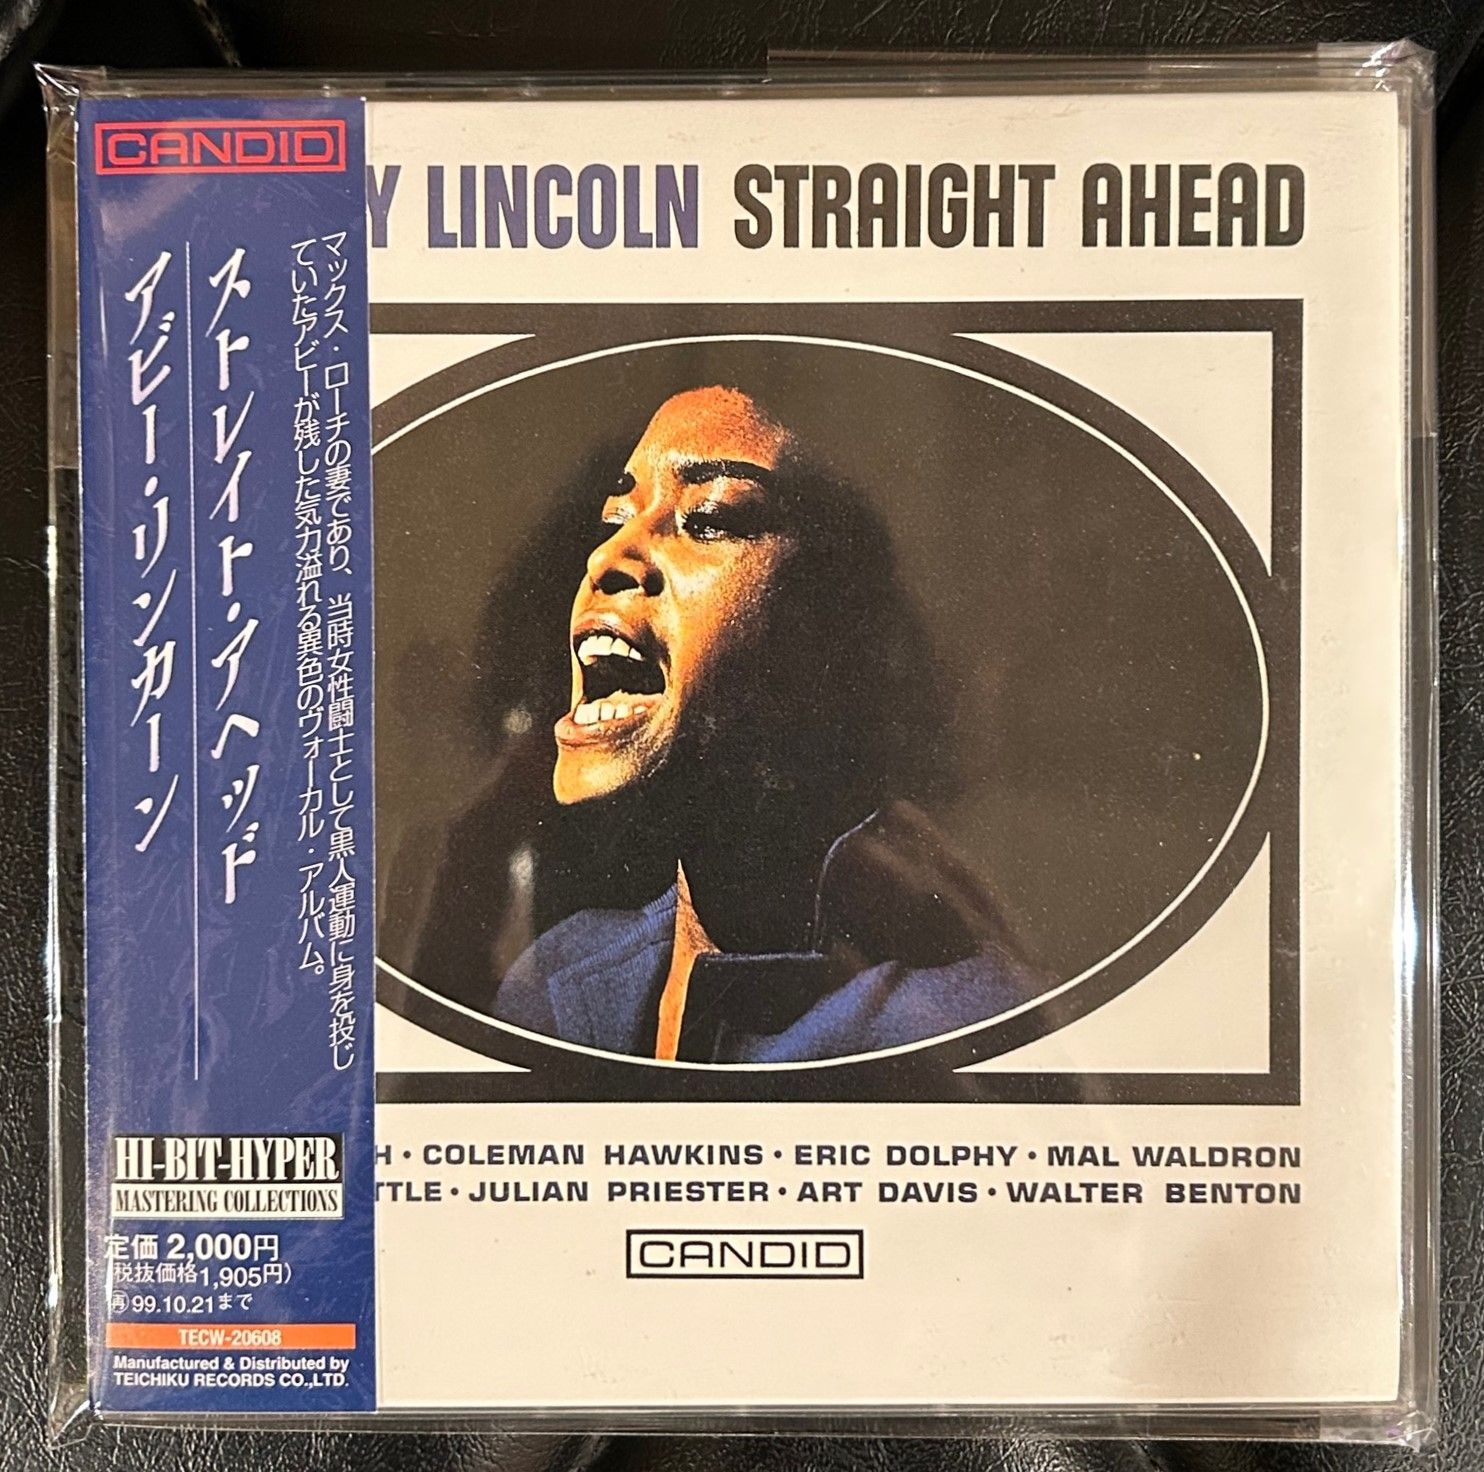 CANDID
Y LINCOLN STRAIGHT AHEAD
マックス・ローチの妻であり、当時女性闘士として黒人運動に身を投じ
ていたアビーが残した気力溢れる異色のヴォーカル・アルバム。
ストレイト・アヘッド
アビー・リンカーン
HI-BIT-HYPER
MASTERING COLLECTIONS
定価 2,000円
(税抜価格1,905円)
再 99.10.21まで
TECW-20608
Manufactured & Distributed by
TEICHIKU RECORDS CO.,LTD.
H • COLEMAN HAWKINS • ERIC DOLPHY • MAL WALDRON
TTLE • JULIAN PRIESTER • ART DAVIS • WALTER BENTON
CANDID